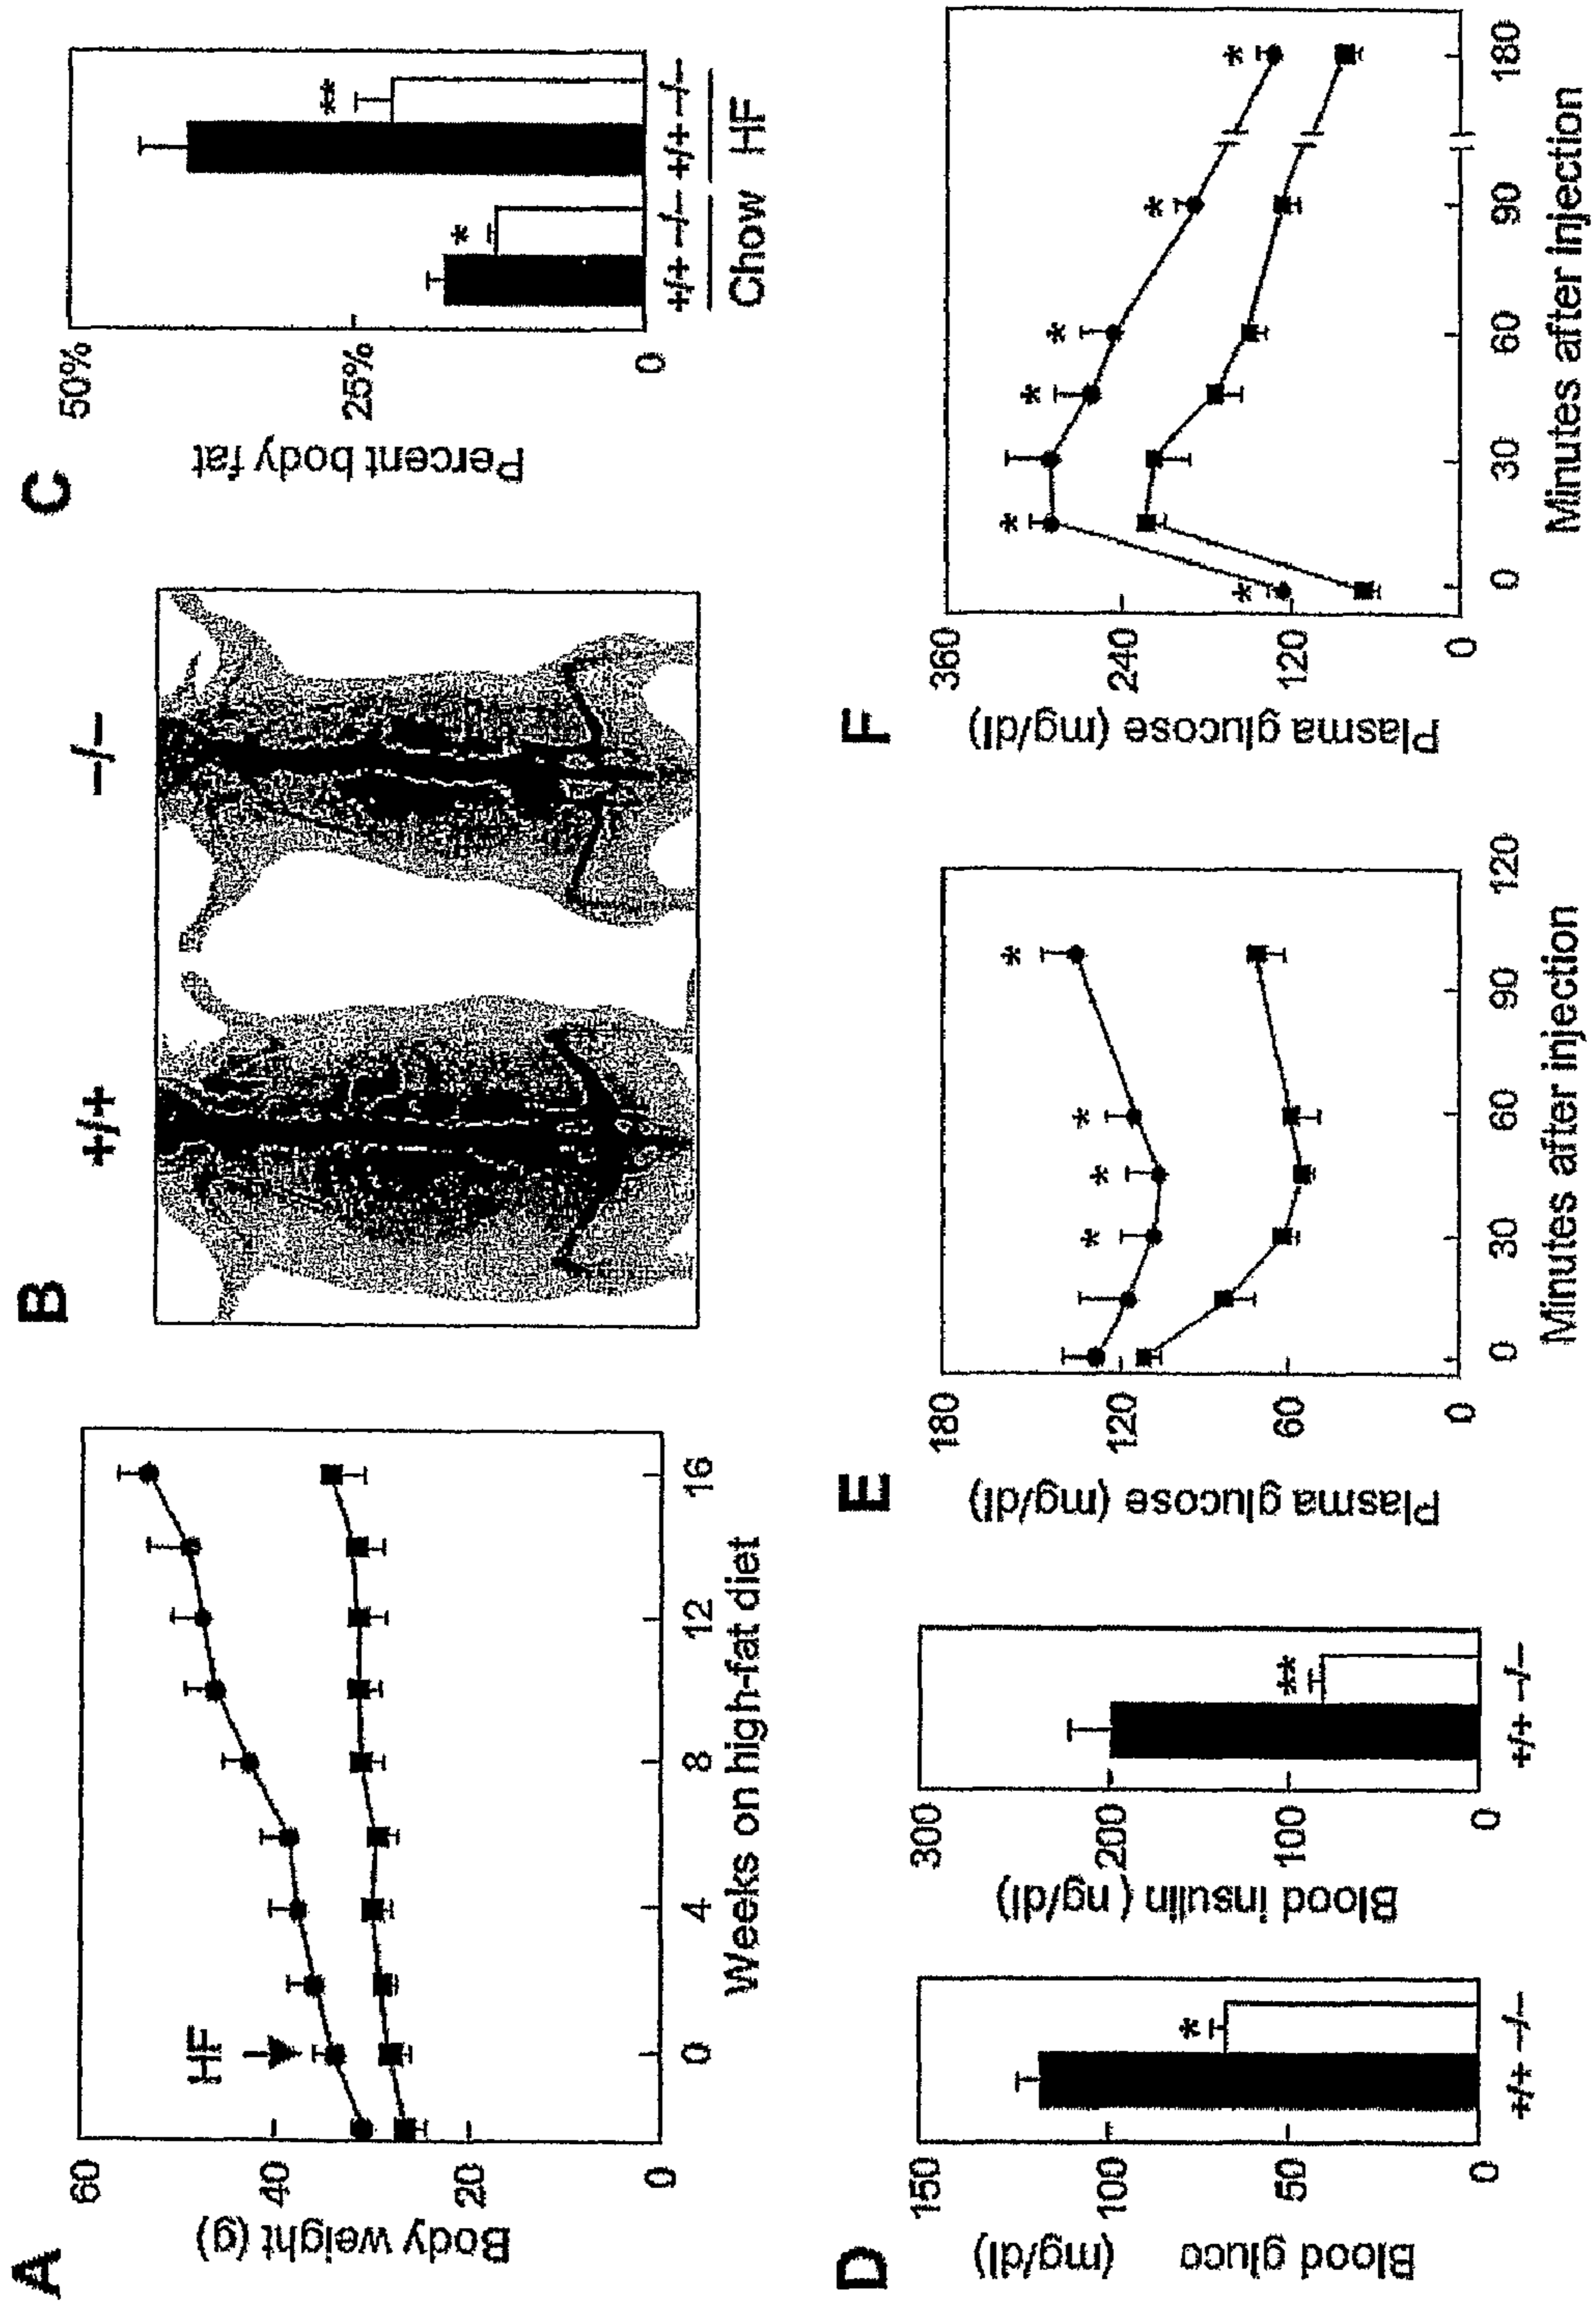 A
Body weight (g)
60
40
20
0
HF
0
4
8
12
16
Weeks on high-fat diet
B
+/+
–/–
C
Percent body fat
50%
25%
0
*
**
+/+ –/– +/+ –/–
Chow HF
D
Blood gluco
(mg/dl)
150
100
50
0
*
+/+ –/–
Blood insulin ( ng/dl)
300
200
100
0
**
+/+ –/–
E
Plasma glucose (mg/dl)
180
120
60
0
* * * *
0 30 60 90 120
Minutes after injection
F
Plasma glucose (mg/dl)
360
240
120
0
* * * * * *
0 30 60 90 180
Minutes after injection